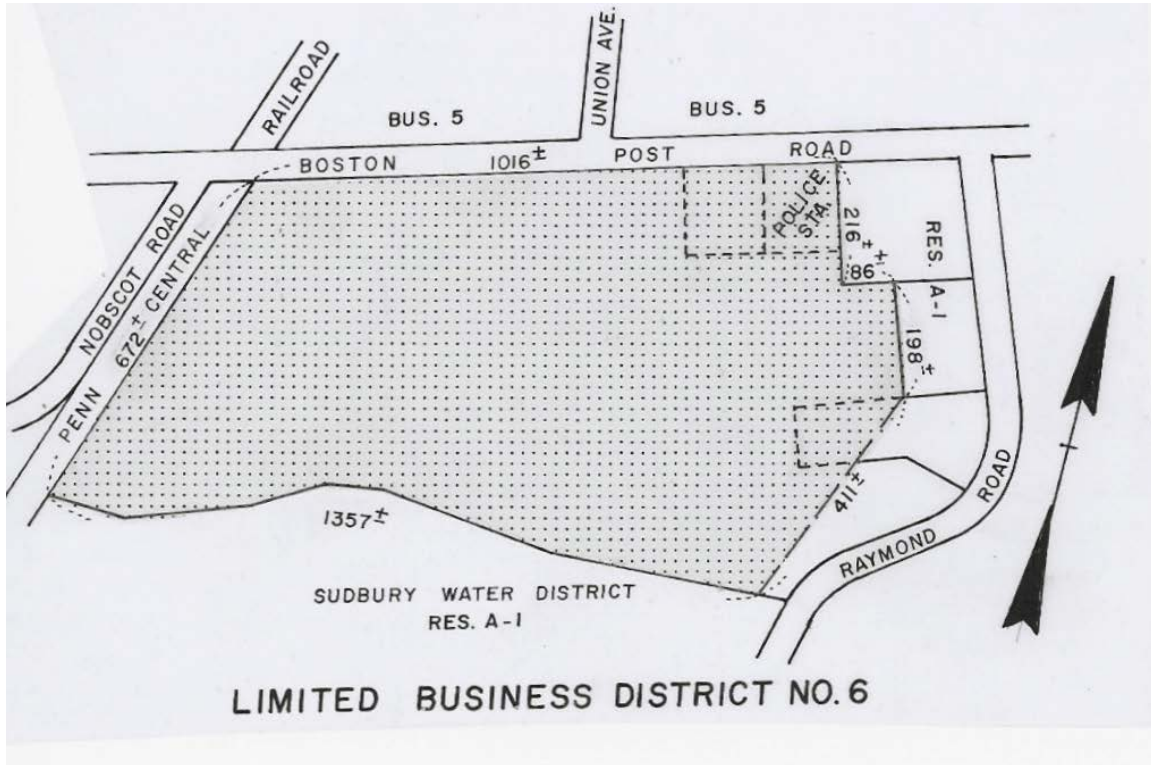 RAILROAD
UNION AVE.
BUS. 5
BUS. 5
BOSTON 1016± POST ROAD
NOBSCOT ROAD
PENN CENTRAL
672±
POLICE
STA.
216±
86±
RES. A-1
198±
411±
1357±
RAYMOND ROAD
SUDBURY WATER DISTRICT
RES. A-1
LIMITED BUSINESS DISTRICT NO. 6